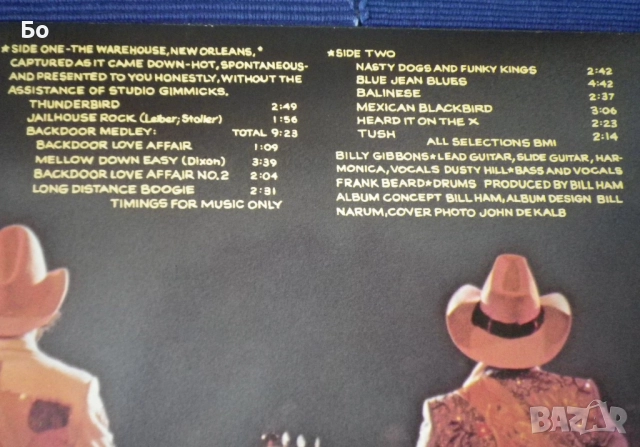 Бо
★SIDE ONE-THE WAREHOUSE, NEW ORLEANS,★
CAPTURED AS IT CAME DOWN-HOT, SPONTANEOUS-
AND PRESENTED TO YOU HONESTLY, WITHOUT THE
ASSISTANCE OF STUDIO GIMMICKS.
THUNDERBIRD 2:49
JAILHOUSE ROCK (Leiber; Stoller) 1:56
BACKDOOR MEDLEY: TOTAL 9:23
BACKDOOR LOVE AFFAIR 1:09
MELLOW DOWN EASY (Dixon) 3:39
BACKDOOR LOVE AFFAIR NO.2 2:04
LONG DISTANCE BOOGIE 2:31
TIMINGS FOR MUSIC ONLY
★SIDE TWO
NASTY DOGS AND FUNKY KINGS 2:42
BLUE JEAN BLUES 4:42
BALINESE 2:37
MEXICAN BLACKBIRD 3:06
HEARD IT ON THE X 2:23
TUSH 2:14
ALL SELECTIONS BMI
BILLY GIBBONS★LEAD GUITAR, SLIDE GUITAR, HAR-
MONICA, VOCALS DUSTY HILL★BASS AND VOCALS
FRANK BEARD★DRUMS PRODUCED BY BILL HAM
ALBUM CONCEPT BILL HAM, ALBUM DESIGN BILL
NARUM, COVER PHOTO JOHN DEKALB
BAZAR